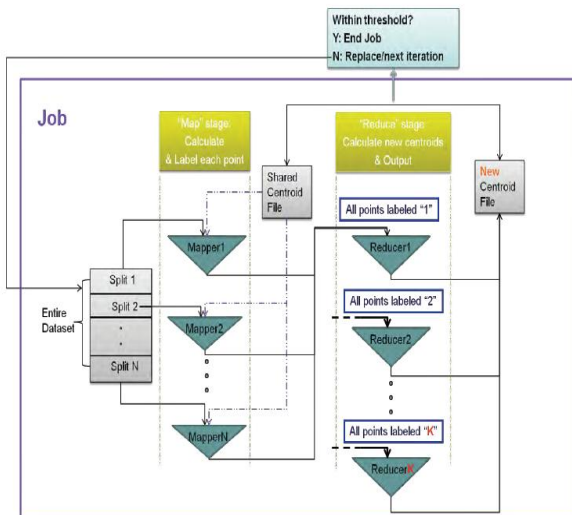 Within threshold?
Y: End Job
N: Replace/next iteration
Job
"Map" stage:
Calculate
& Label each point
"Reduce" stage:
Calculate new centroids
& Output
Shared
Centroid
File
New
Centroid
File
All points labeled "1"
Mapper1
Reducer1
Split 1
Split 2
Entire
Dataset
Split N
All points labeled "2"
Mapper2
Reducer2
All points labeled "K"
MapperN
ReducerK